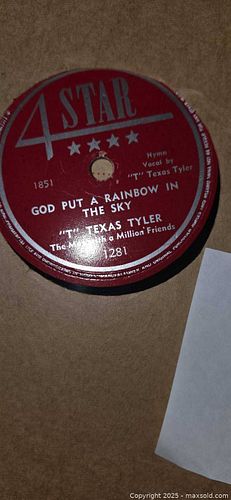 4 STAR
★★★★
Hymn
Vocal by
"T" Texas Tyler
1851
GOD PUT A RAINBOW IN
THE SKY
"T" TEXAS TYLER
The Man with a Million Friends
1281
Copyright © 2025 - maxsold.com